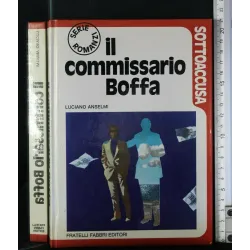 SERIE
ROMANZI
il
commissario
Boffa
LUCIANO ANSELMI
SOTTOACCUSA
FRATELLI FABBRI EDITORI